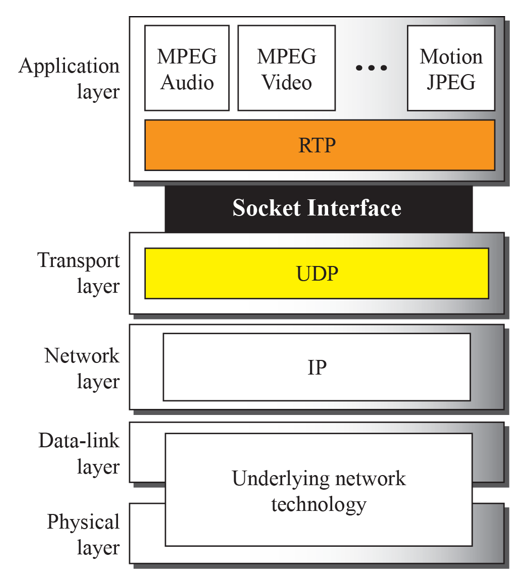 Application
layer
MPEG
Audio
MPEG
Video
...
Motion
JPEG
RTP
Socket Interface
Transport
layer
UDP
Network
layer
IP
Data-link
layer
Underlying network
technology
Physical
layer